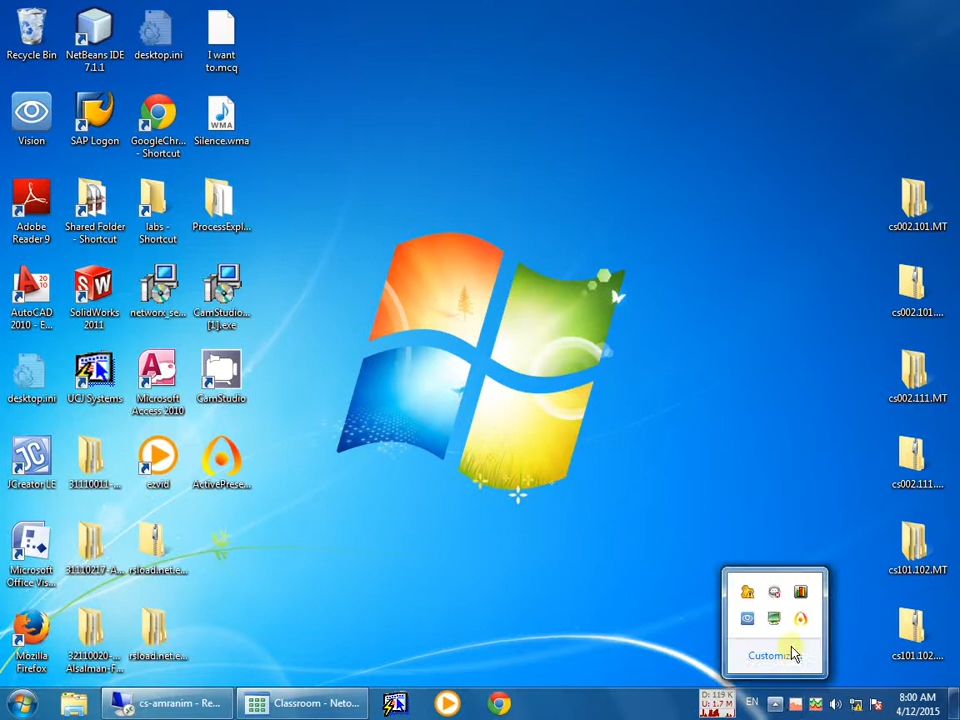 Recycle Bin
NetBeans IDE
7.1.1
desktop.ini
I want
to.mcq
Vision
SAP Logon
GoogleChr...
- Shortcut
WMA
Silence.wma
Adobe
Reader 9
Shared Folder
- Shortcut
labs -
Shortcut
ProcessExpl...
cs002.101.MT
AutoCAD
2010 - E...
SolidWorks
2011
networx_se...
CamStudio...
[1].exe
cs002.101....
desktop.ini
UCJ Systems
Microsoft
Access 2010
CamStudio
cs002.111.MT
JCreator LE
31110011-...
ezvid
ActivePrese...
cs002.111....
Microsoft
Office Vis...
31110217-A...
rsload.net.e...
cs101.102.MT
Mozilla
Firefox
32110020-...
Alsalman-F...
rsload.net.e...
cs101.102....
Customize...
cs-amranim - Re...
Classroom - Neto...
D: 119 K
U: 1.7 M
EN
8:00 AM
4/12/2015